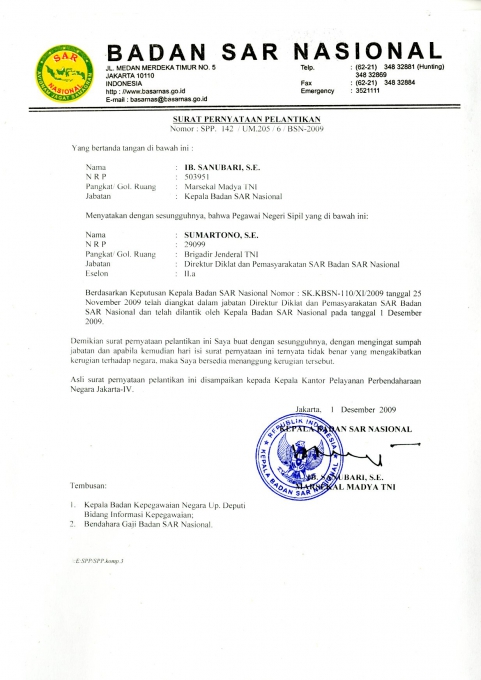 BADAN SAR NASIONAL
SAR
NASIONAL
AVIGNAM JAGAT SAMAGRAM
JL. MEDAN MERDEKA TIMUR NO. 5
JAKARTA 10110
INDONESIA
http : //www.basarnas.go.id
E-mail : basarnas@basarnas.go.id
Telp. : (62-21) 348 32881 (Hunting)
348 32869
Fax : (62-21) 348 32884
Emergency : 3521111
SURAT PERNYATAAN PELANTIKAN
Nomor : SPP. 142 / UM.205 / 6 / BSN-2009
Yang bertanda tangan di bawah ini :
Nama : IB. SANUBARI, S.E.
N R P : 503951
Pangkat/ Gol. Ruang : Marsekal Madya TNI
Jabatan : Kepala Badan SAR Nasional
Menyatakan dengan sesungguhnya, bahwa Pegawai Negeri Sipil yang di bawah ini:
Nama : SUMARTONO, S.E.
N R P : 29099
Pangkat/ Gol. Ruang : Brigadir Jenderal TNI
Jabatan : Direktur Diklat dan Pemasyarakatan SAR Badan SAR Nasional
Eselon : II.a
Berdasarkan Keputusan Kepala Badan SAR Nasional Nomor : SK.KBSN-110/XI/2009 tanggal 25
November 2009 telah diangkat dalam jabatan Direktur Diklat dan Pemasyarakatan SAR Badan
SAR Nasional dan telah dilantik oleh Kepala Badan SAR Nasional pada tanggal 1 Desember
2009.
Demikian surat pernyataan pelantikan ini Saya buat dengan sesungguhnya, dengan mengingat sumpah
jabatan dan apabila kemudian hari isi surat pernyataan ini ternyata tidak benar yang mengakibatkan
kerugian terhadap negara, maka Saya bersedia menanggung kerugian tersebut.
Asli surat pernyataan pelantikan ini disampaikan kepada Kepala Kantor Pelayanan Perbendaharaan
Negara Jakarta-IV.
Jakarta, 1 Desember 2009
KEPALA BADAN SAR NASIONAL
REPUBLIK INDONESIA
KEPALA BADAN SAR NASIONAL
IB. SANUBARI, S.E.
MARSEKAL MADYA TNI
Tembusan:
1. Kepala Badan Kepegawaian Negara Up. Deputi
Bidang Informasi Kepegawaian;
2. Bendahara Gaji Badan SAR Nasional.
:\E:SPP/SPP.komp.3